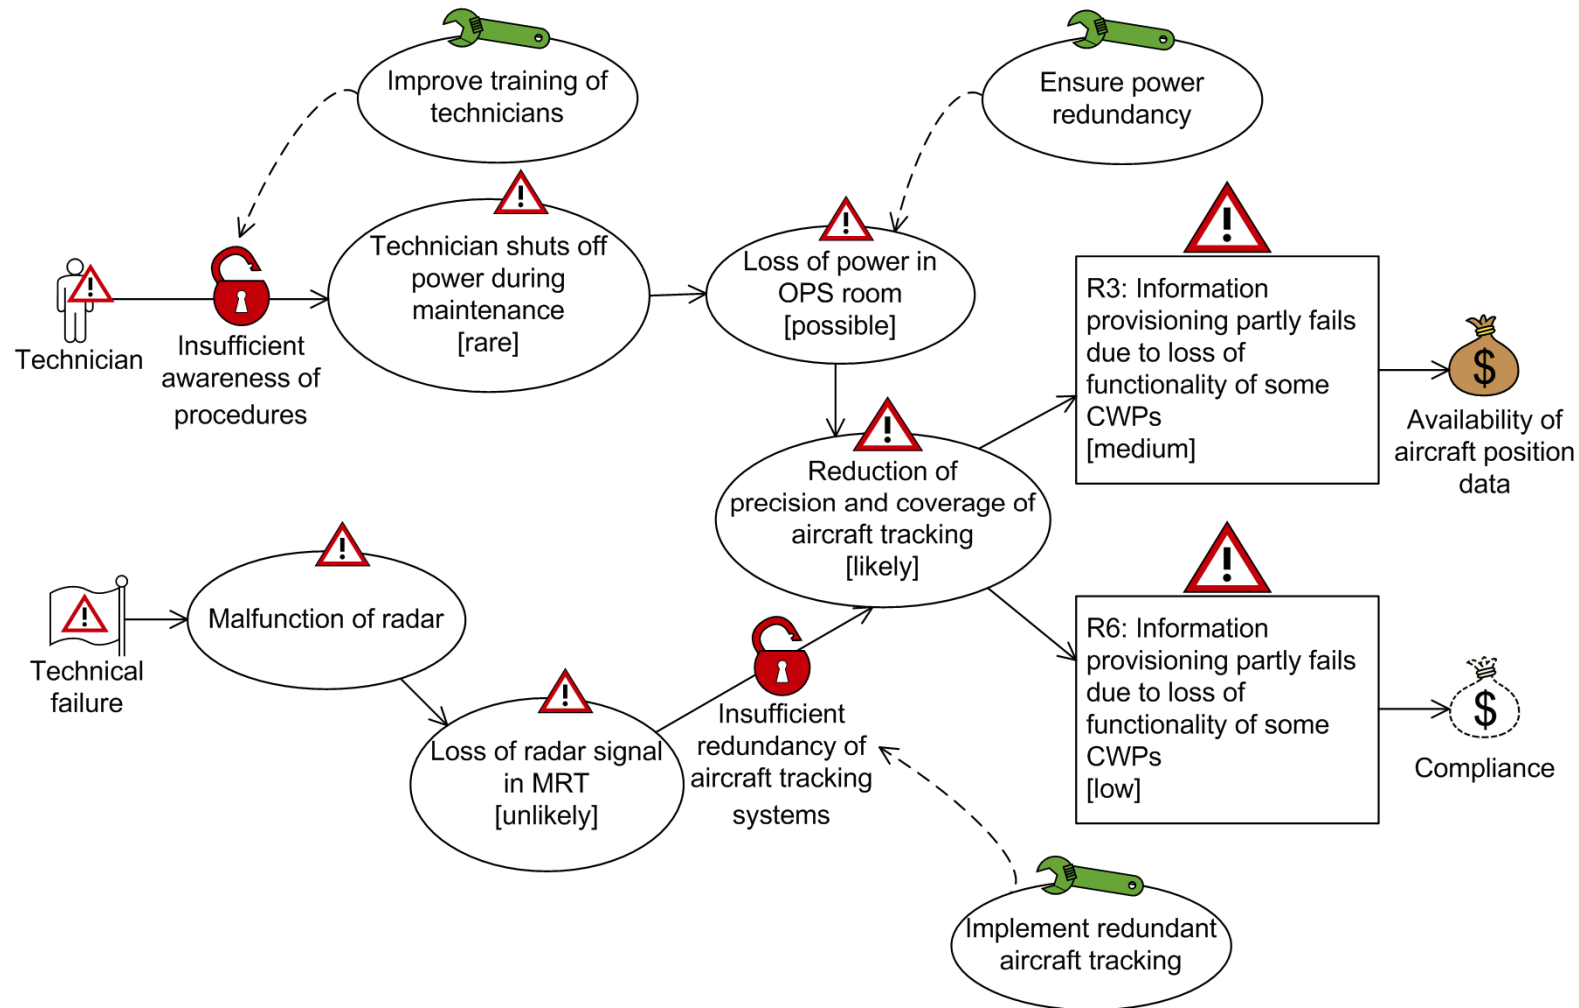 Improve training of
technicians
Ensure power
redundancy
Technician shuts off
power during
maintenance
[rare]
Loss of power in
OPS room
[possible]
R3: Information
provisioning partly fails
due to loss of
functionality of some
CWPs
[medium]
Technician
Insufficient
awareness of
procedures
$
Availability of
aircraft position
data
Reduction of
precision and coverage of
aircraft tracking
[likely]
Malfunction of radar
Technical
failure
R6: Information
provisioning partly fails
due to loss of
functionality of some
CWPs
[low]
Loss of radar signal
in MRT
[unlikely]
Insufficient
redundancy of
aircraft tracking
systems
$
Compliance
Implement redundant
aircraft tracking